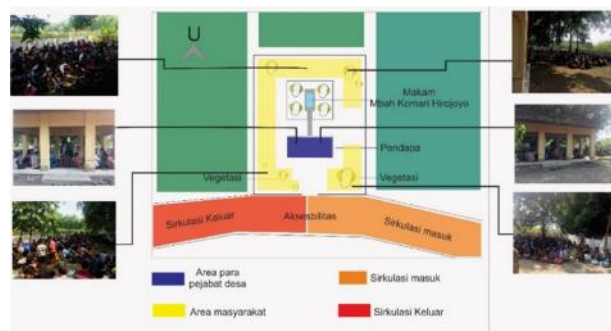 U
Makam
Mbah Komari Hirojoyo
Pendapa
Vegetasi
Vegetasi
Sirkulasi Keluar
Aksesbilitas
Sirkulasi masuk
Area para
pejabat desa
Sirkulasi masuk
Area masyarakat
Sirkulasi Keluar